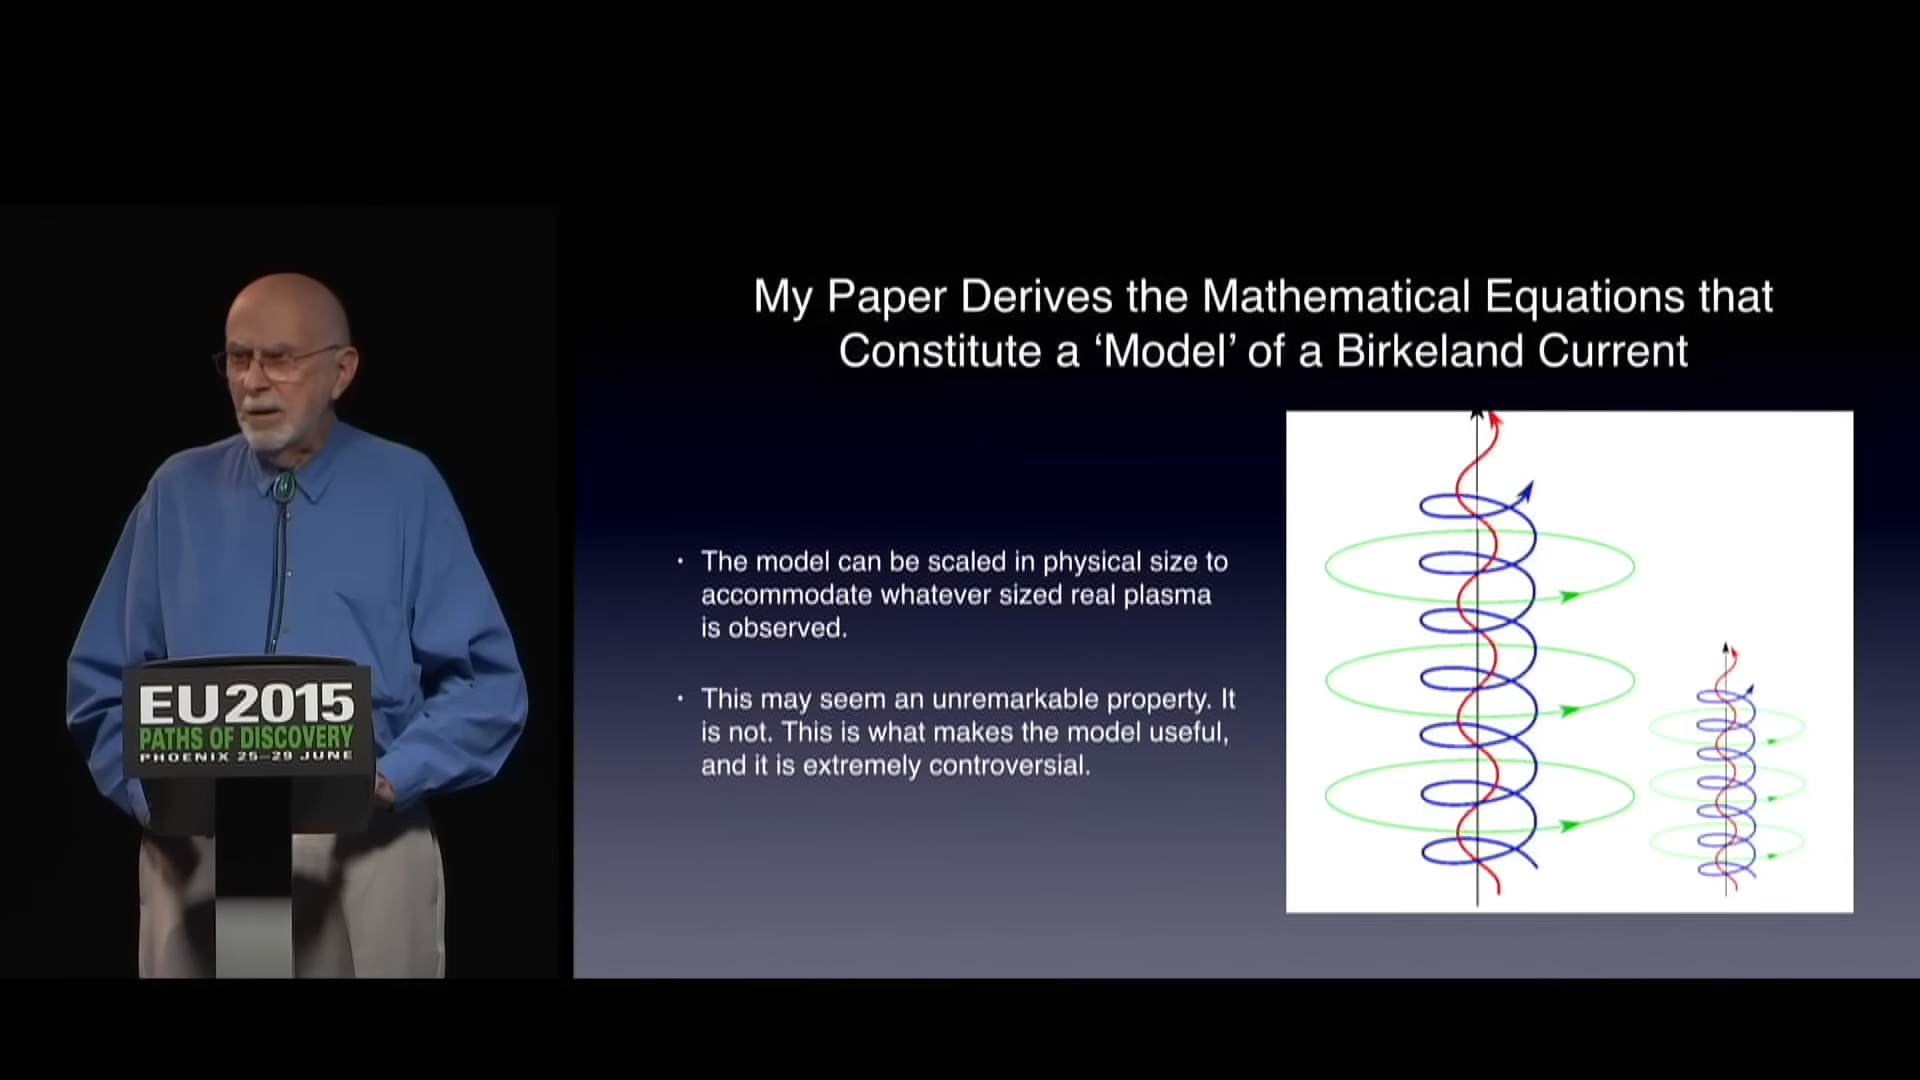 My Paper Derives the Mathematical Equations that
Constitute a ‘Model’ of a Birkeland Current
• The model can be scaled in physical size to
accommodate whatever sized real plasma
is observed.
• This may seem an unremarkable property. It
is not. This is what makes the model useful,
and it is extremely controversial.
EU2015
PATHS OF DISCOVERY
PHOENIX 25–29 JUNE